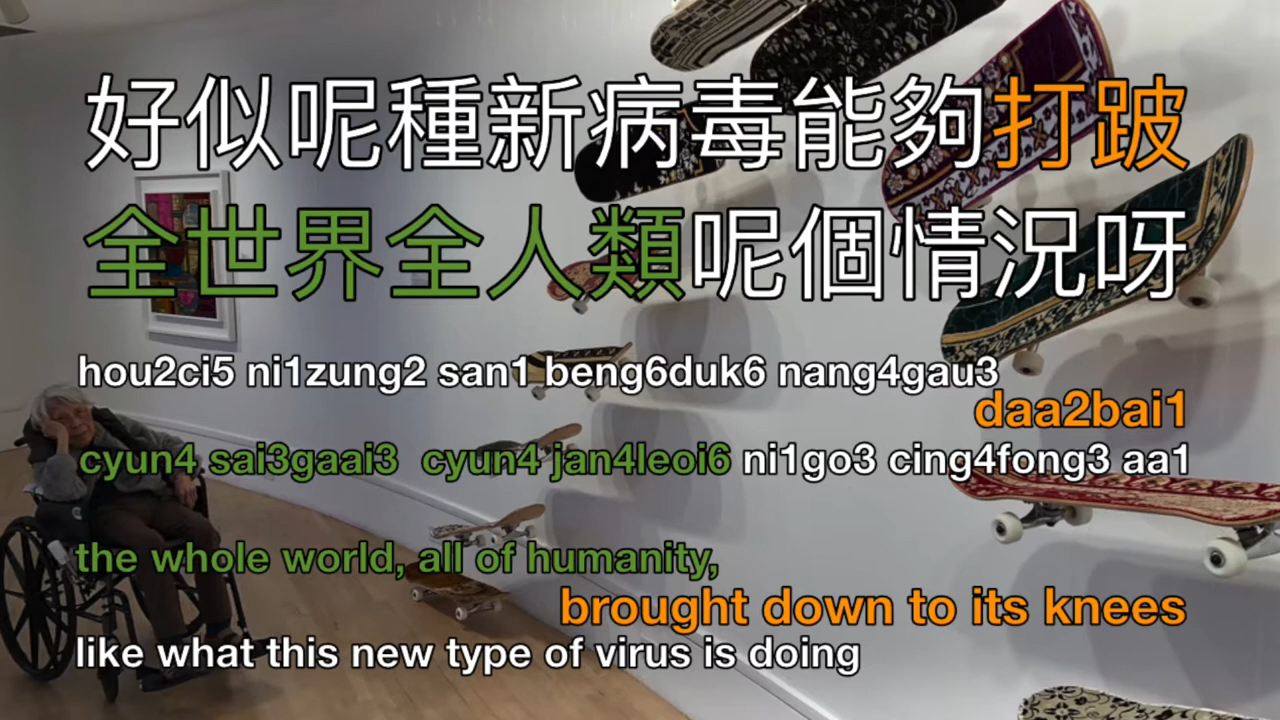 好似呢種新病毒能夠打跛
全世界全人類呢個情況呀
hou2ci5 ni1zung2 san1 beng6duk6 nang4gau3
daa2bai1
cyun4 sai3gaai3 cyun4 jan4leoi6 ni1go3 cing4fong3 aa1
the whole world, all of humanity,
brought down to its knees
like what this new type of virus is doing